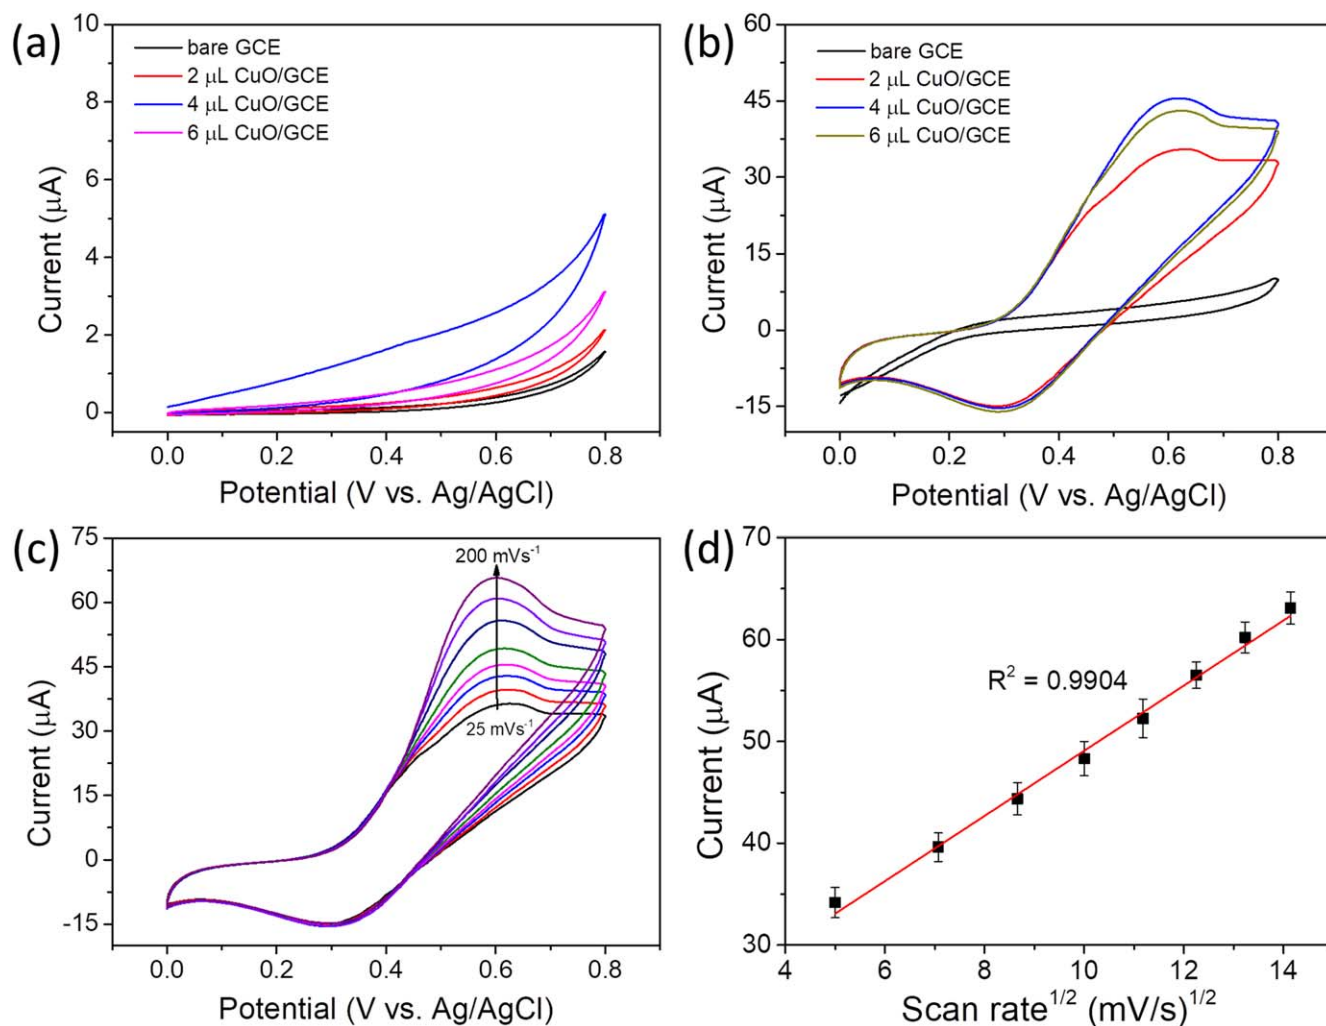 (a)
10
8
6
4
2
0
Current (μA)
bare GCE
2 μL CuO/GCE
4 μL CuO/GCE
6 μL CuO/GCE
0.0 0.2 0.4 0.6 0.8
Potential (V vs. Ag/AgCl)
(b)
60
45
30
15
0
-15
Current (μA)
bare GCE
2 μL CuO/GCE
4 μL CuO/GCE
6 μL CuO/GCE
0.0 0.2 0.4 0.6 0.8
Potential (V vs. Ag/AgCl)
(c)
75
60
45
30
15
0
-15
Current (μA)
200 mVs⁻¹
25 mVs⁻¹
0.0 0.2 0.4 0.6 0.8
Potential (V vs. Ag/AgCl)
(d)
70
60
50
40
30
Current (μA)
R² = 0.9904
4 6 8 10 12 14
Scan rate^1/2 (mV/s)^1/2